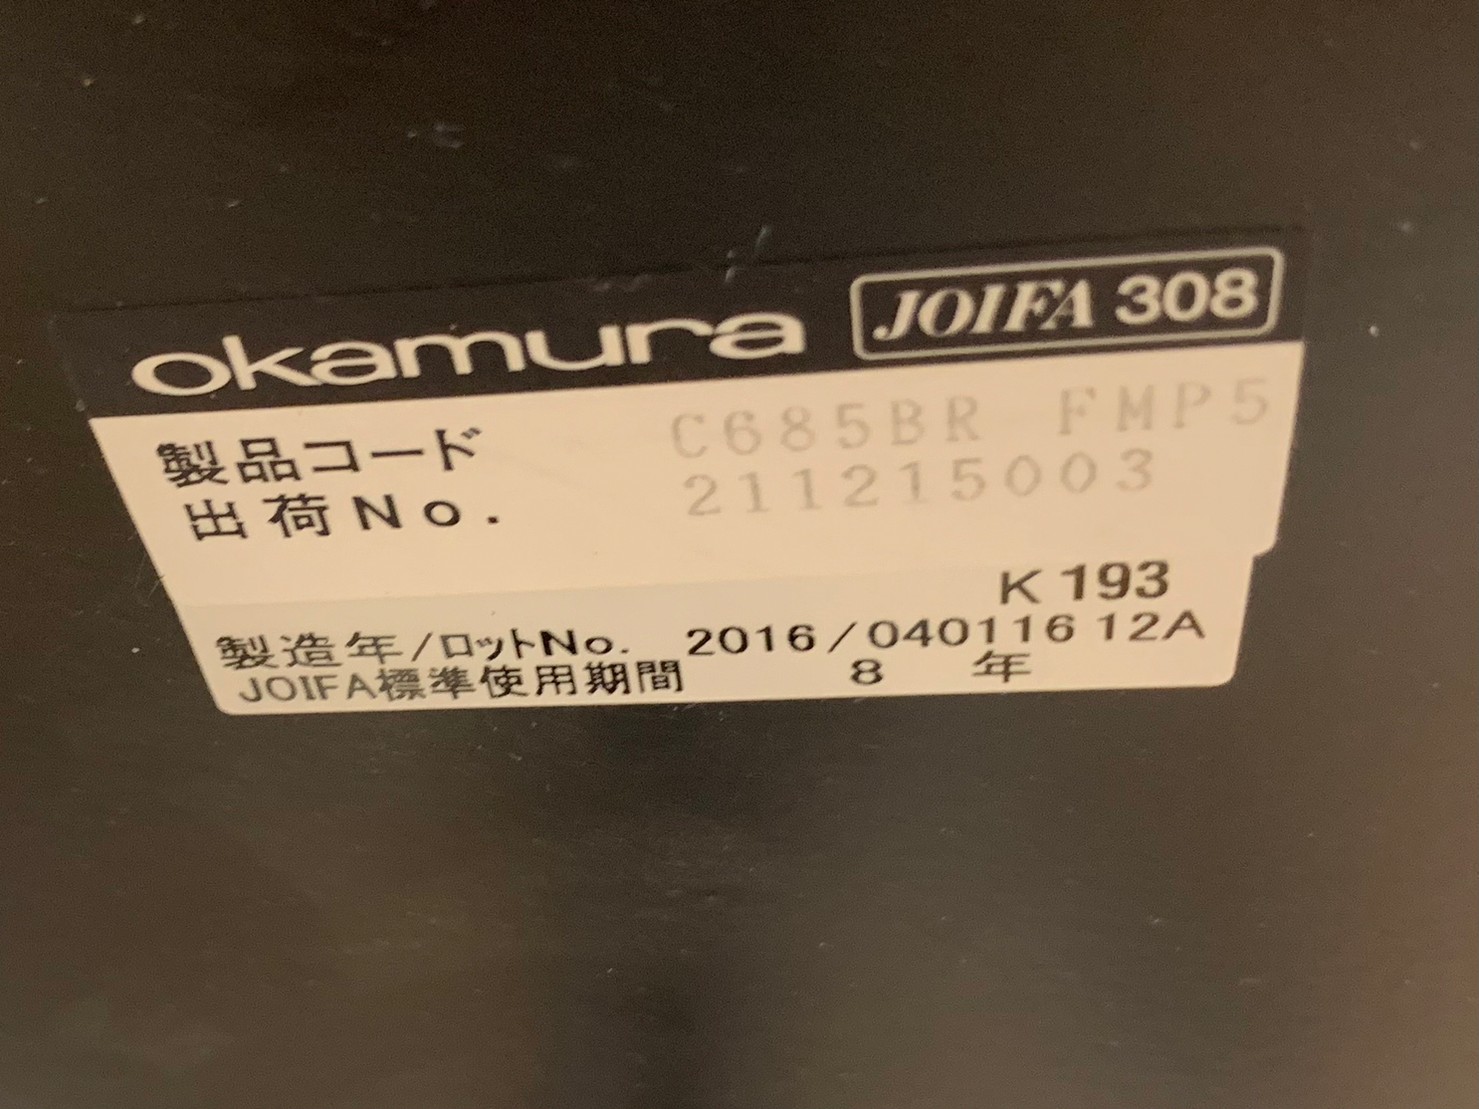 okamura JOIFA 308
製品コード C685BR FMP5
出荷No. 211215003
K 193
製造年/ロットNo. 2016/040116 12A
JOIFA標準使用期間 8 年